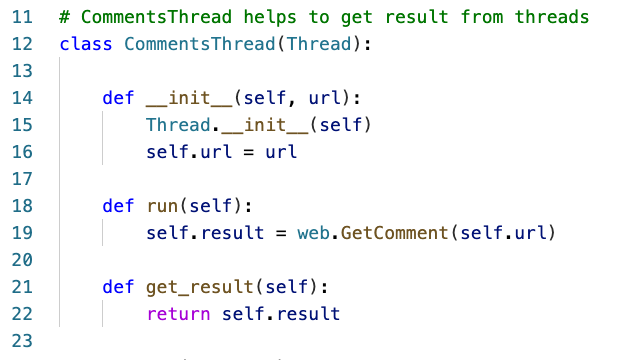 11 # CommentsThread helps to get result from threads
12 class CommentsThread(Thread):
13
14     def __init__(self, url):
15         Thread.__init__(self)
16         self.url = url
17
18     def run(self):
19         self.result = web.GetComment(self.url)
20
21     def get_result(self):
22         return self.result
23